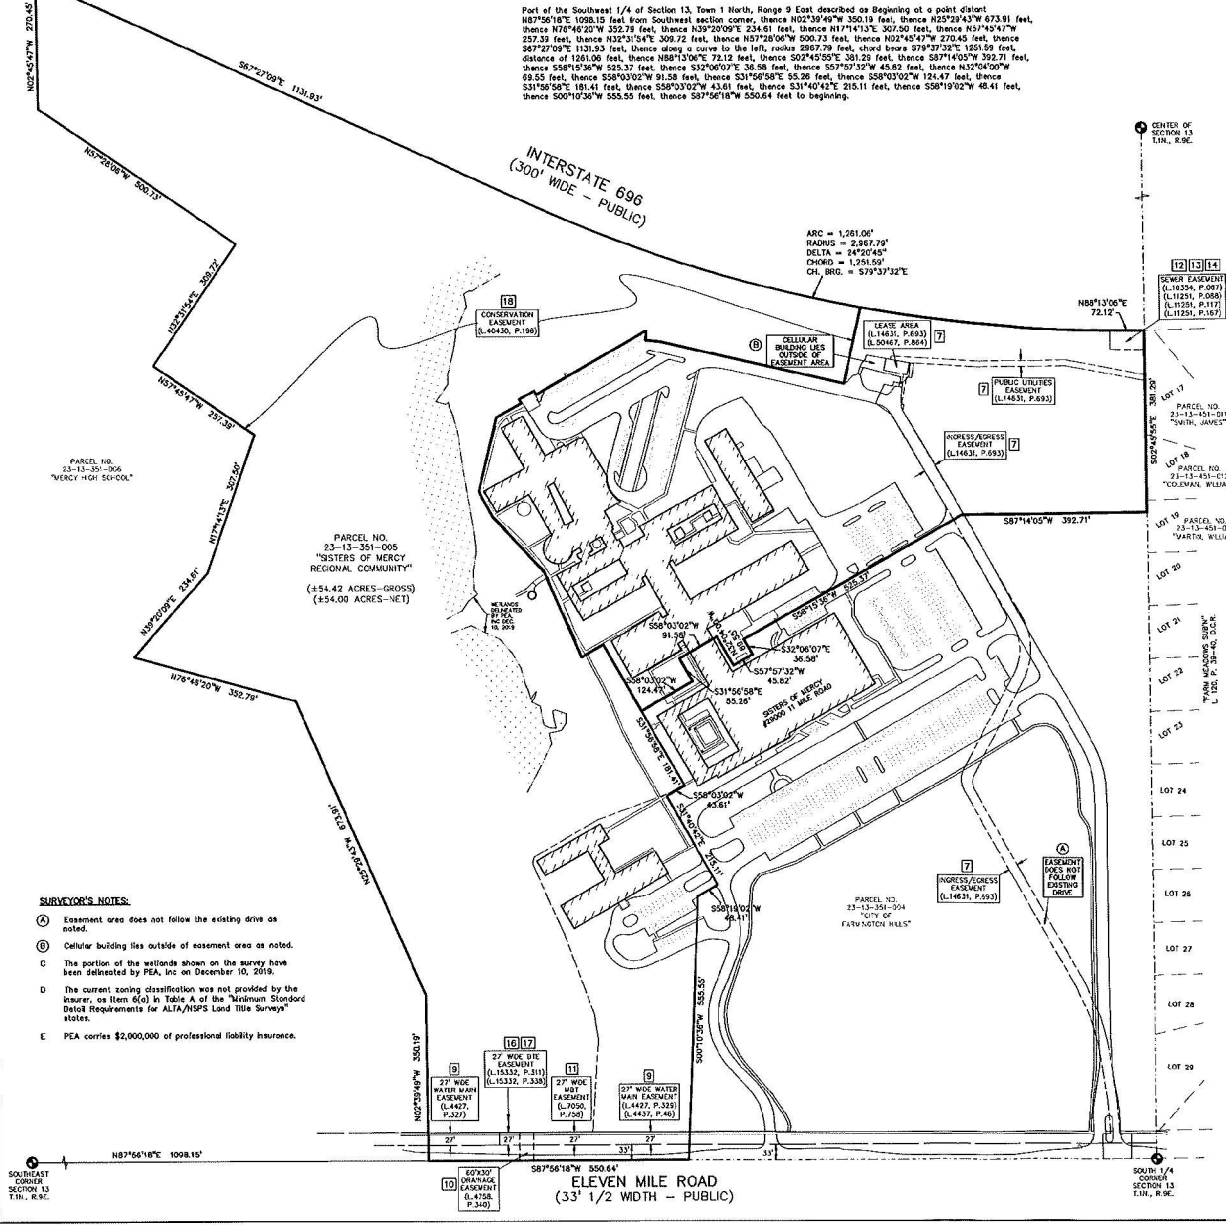 Part of the Southwest 1/4 of Section 13, Town 1 North, Range 9 East described as Beginning at a point distant
N87°56'18"E 1098.15 feet from Southwest section corner, thence N02°39'49"W 350.19 feet, thence N25°29'43"W 673.91 feet,
thence N76°46'20"W 352.79 feet, thence N39°20'09"E 234.61 feet, thence N17°14'13"E 307.50 feet, thence N57°45'47"W
257.39 feet, thence N32°31'54"E 309.72 feet, thence N57°28'06"W 500.73 feet, thence N02°45'47"W 270.45 feet, thence
S67°27'09"E 1131.93 feet, thence along a curve to the left, radius 2967.79 feet, chord bears S79°37'32"E 1251.59 feet,
distance of 1261.06 feet, thence N88°13'06"E 72.12 feet, thence S02°45'55"E 381.29 feet, thence S87°14'05"W 392.71 feet,
thence S58°15'36"W 525.37 feet, thence S32°06'07"E 36.58 feet, thence S57°57'32"W 45.82 feet, thence N32°04'00"W
69.55 feet, thence S58°03'02"W 91.58 feet, thence S31°56'58"E 55.26 feet, thence S58°03'02"W 124.47 feet, thence
S31°56'58"E 181.41 feet, thence S58°03'02"W 43.61 feet, thence S31°40'42"E 215.11 feet, thence S58°19'02"W 48.41 feet,
thence S00°10'36"W 555.55 feet, thence S87°56'18"W 550.64 feet to beginning.
N02°45'47"W 270.45'
S67°27'09"E 1131.93'
N57°28'06"W 500.73'
INTERSTATE 696
(300' WIDE - PUBLIC)
CENTER OF
SECTION 13
T.1N., R.9E.
ARC = 1,261.06'
RADIUS = 2,967.79'
DELTA = 24°20'45"
CHORD = 1,251.59'
CH. BRG. = S79°37'32"E
12 13 14
SEWER EASEMENT
(L.10354, P.067)
(L.11251, P.088)
(L.11251, P.117)
(L.11251, P.167)
N88°13'06"E
72.12'
N32°31'54"E 309.72'
18
CONSERVATION
EASEMENT
(L.40430, P.196)
B
CELLULAR
BUILDING LIES
OUTSIDE OF
EASEMENT AREA
LEASE AREA
(L.14631, P.693)
(L.50467, P.864)
7
7
PUBLIC UTILITIES
EASEMENT
(L.14631, P.693)
S02°45'55"E 381.29'
LOT 17
PARCEL NO.
"SMITH, JAMES"
N57°45'47"W 257.39'
INGRESS/EGRESS
EASEMENT
(L.14631, P.693)
7
LOT 18
PARCEL NO.
PARCEL NO.
23-13-351-006
"MERCY HIGH SCHOOL"
N17°14'13"E 307.50'
S87°14'05"W 392.71'
LOT 19
PARCEL NO.
PARCEL NO.
23-13-351-005
"SISTERS OF MERCY
REGIONAL COMMUNITY"
(±54.42 ACRES-GROSS)
(±54.00 ACRES-NET)
LOT 20
N39°20'09"E 234.61'
WETLANDS
DELINEATED
BY PEA,
INC DEC.
10, 2019
S58°15'36"W 525.37'
S58°03'02"W
91.58'
S32°06'07"E
36.58'
LOT 21
"FARM MEADOWS SUB'N"
L. 120, P. 39-40, O.C.R.
N76°46'20"W 352.79'
S58°03'02"W
124.47'
S57°57'32"W
45.82'
S31°56'58"E
55.26'
SISTERS OF MERCY
#29000 11 MILE ROAD
LOT 22
S31°56'58"E 181.41'
LOT 23
S58°03'02"W
43.61'
LOT 24
N25°29'43"W 673.91'
S31°40'42"E 215.11'
LOT 25
A
EASEMENT
DOES NOT
FOLLOW
EXISTING
DRIVE
7
INGRESS/EGRESS
EASEMENT
(L.14631, P.693)
LOT 26
S58°19'02"W
48.41'
PARCEL NO.
23-13-351-004
"CITY OF
FARMINGTON HILLS"
LOT 27
SURVEYOR'S NOTES:
A Easement area does not follow the existing drive as
noted.
B Cellular building lies outside of easement area as noted.
C The portion of the wetlands shown on the survey have
been delineated by PEA, Inc on December 10, 2019.
D The current zoning classification was not provided by the
insurer, as item 6(a) in Table A of the "Minimum Standard
Detail Requirements for ALTA/NSPS Land Title Surveys"
states.
E PEA carries $2,000,000 of professional liability insurance.
S00°10'36"W 555.55'
LOT 28
LOT 29
N02°39'49"W 350.19'
9
27' WIDE
WATER MAIN
EASEMENT
(L.4427,
P.327)
16 17
27' WIDE DTE
EASEMENT
(L.15332, P.311)
(L.15332, P.338)
11
27' WIDE
MBT
EASEMENT
(L.7050,
P.758)
9
27' WIDE WATER
MAIN EASEMENT
(L.4427, P.329)
(L.4437, P.46)
27' 27' 27' 27'
33' 33'
N87°56'18"E 1098.15'
SOUTHEAST
CORNER
SECTION 13
T.1N., R.9E.
10
60'X30'
DRAINAGE
EASEMENT
(L.4758,
P.340)
S87°56'18"W 550.64'
ELEVEN MILE ROAD
(33' 1/2 WIDTH - PUBLIC)
SOUTH 1/4
CORNER
SECTION 13
T.1N., R.9E.